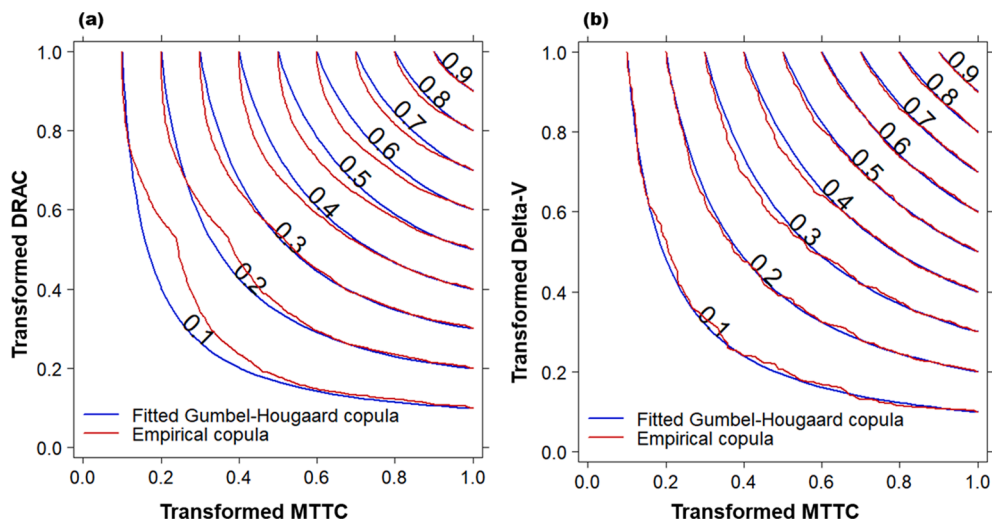 (a)
Transformed DRAC
1.0
0.8
0.6
0.4
0.2
0.0
0.9
0.8
0.7
0.6
0.5
0.4
0.3
0.2
0.1
Fitted Gumbel-Hougaard copula
Empirical copula
0.0 0.2 0.4 0.6 0.8 1.0
Transformed MTTC
(b)
Transformed Delta-V
1.0
0.8
0.6
0.4
0.2
0.0
0.9
0.8
0.7
0.6
0.5
0.4
0.3
0.2
0.1
Fitted Gumbel-Hougaard copula
Empirical copula
0.0 0.2 0.4 0.6 0.8 1.0
Transformed MTTC